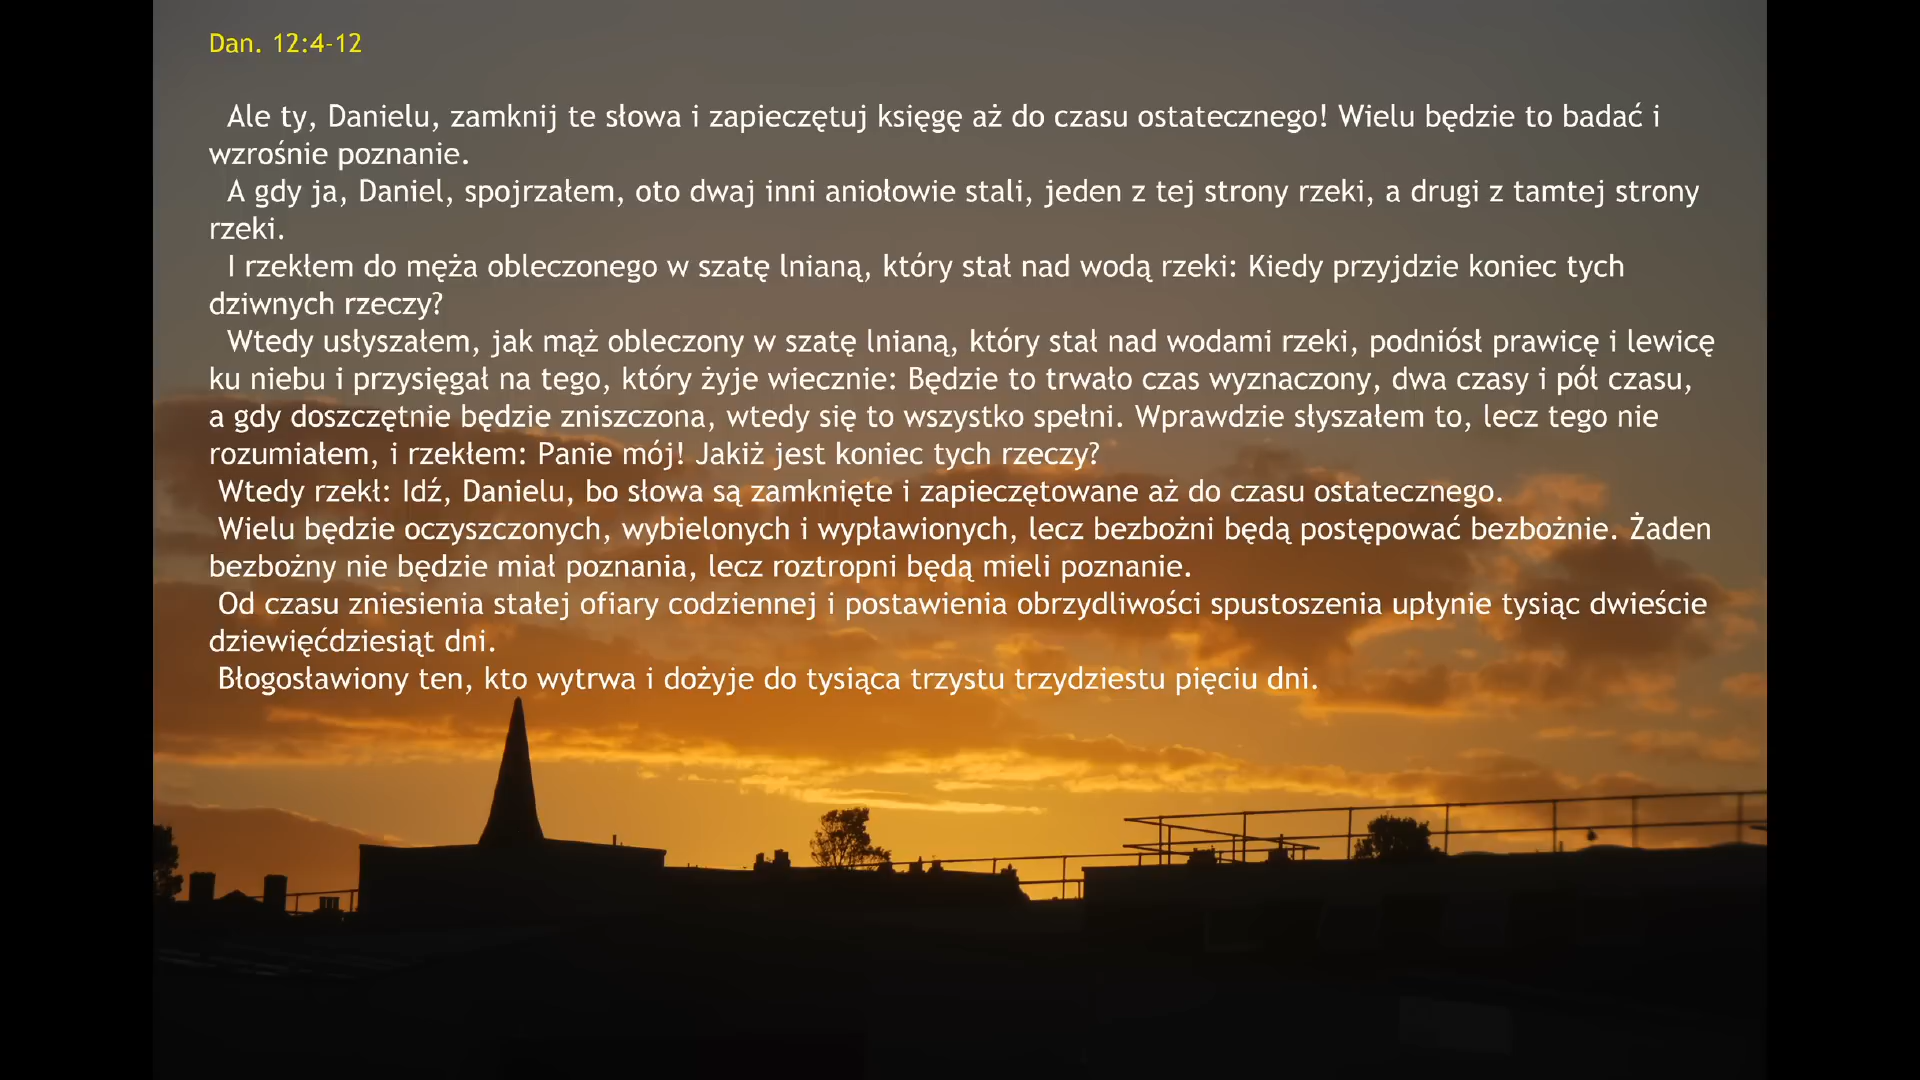 Dan. 12:4-12
Ale ty, Danielu, zamknij te słowa i zapieczętuj księgę aż do czasu ostatecznego! Wielu będzie to badać i
wzrośnie poznanie.
A gdy ja, Daniel, spojrzałem, oto dwaj inni aniołowie stali, jeden z tej strony rzeki, a drugi z tamtej strony
rzeki.
I rzekłem do męża obleczonego w szatę lnianą, który stał nad wodą rzeki: Kiedy przyjdzie koniec tych
dziwnych rzeczy?
Wtedy usłyszałem, jak mąż obleczony w szatę lnianą, który stał nad wodami rzeki, podniósł prawicę i lewicę
ku niebu i przysięgał na tego, który żyje wiecznie: Będzie to trwało czas wyznaczony, dwa czasy i pół czasu,
a gdy doszczętnie będzie zniszczona, wtedy się to wszystko spełni. Wprawdzie słyszałem to, lecz tego nie
rozumiałem, i rzekłem: Panie mój! Jakiż jest koniec tych rzeczy?
Wtedy rzekł: Idź, Danielu, bo słowa są zamknięte i zapieczętowane aż do czasu ostatecznego.
Wielu będzie oczyszczonych, wybielonych i wypławionych, lecz bezbożni będą postępować bezbożnie. Żaden
bezbożny nie będzie miał poznania, lecz roztropni będą mieli poznanie.
Od czasu zniesienia stałej ofiary codziennej i postawienia obrzydliwości spustoszenia upłynie tysiąc dwieście
dziewięćdziesiąt dni.
Błogosławiony ten, kto wytrwa i dożyje do tysiąca trzystu trzydziestu pięciu dni.